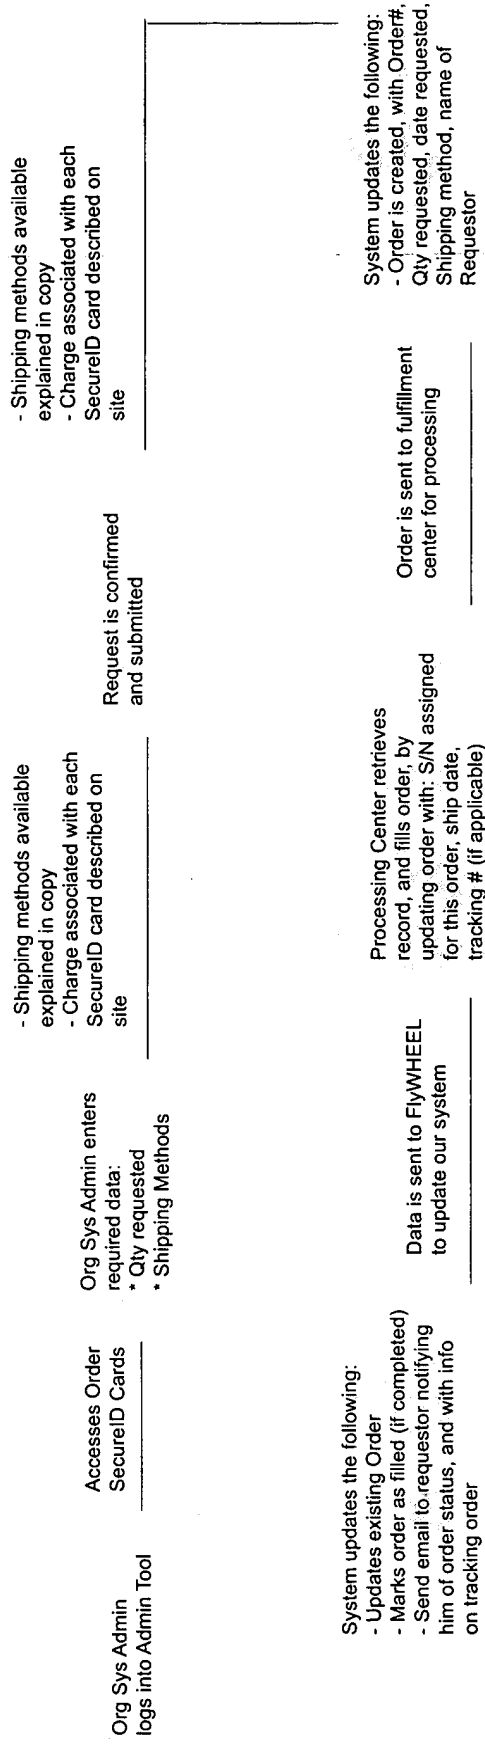 Org Sys Admin
logs into Admin Tool
Accesses Order
SecureID Cards
Org Sys Admin enters
required data:
* Qty requested
* Shipping Methods
- Shipping methods available
explained in copy
- Charge associated with each
SecureID card described on
site
Request is confirmed
and submitted
- Shipping methods available
explained in copy
- Charge associated with each
SecureID card described on
site
System updates the following:
- Order is created, with Order#,
Qty requested, date requested,
Shipping method, name of
Requestor
Order is sent to fulfillment
center for processing
Processing Center retrieves
record, and fills order, by
updating order with: S/N assigned
for this order, ship date,
tracking # (if applicable)
Data is sent to FlyWHEEL
to update our system
System updates the following:
- Updates existing Order
- Marks order as filled (if completed)
- Send email to requestor notifying
him of order status, and with info
on tracking order